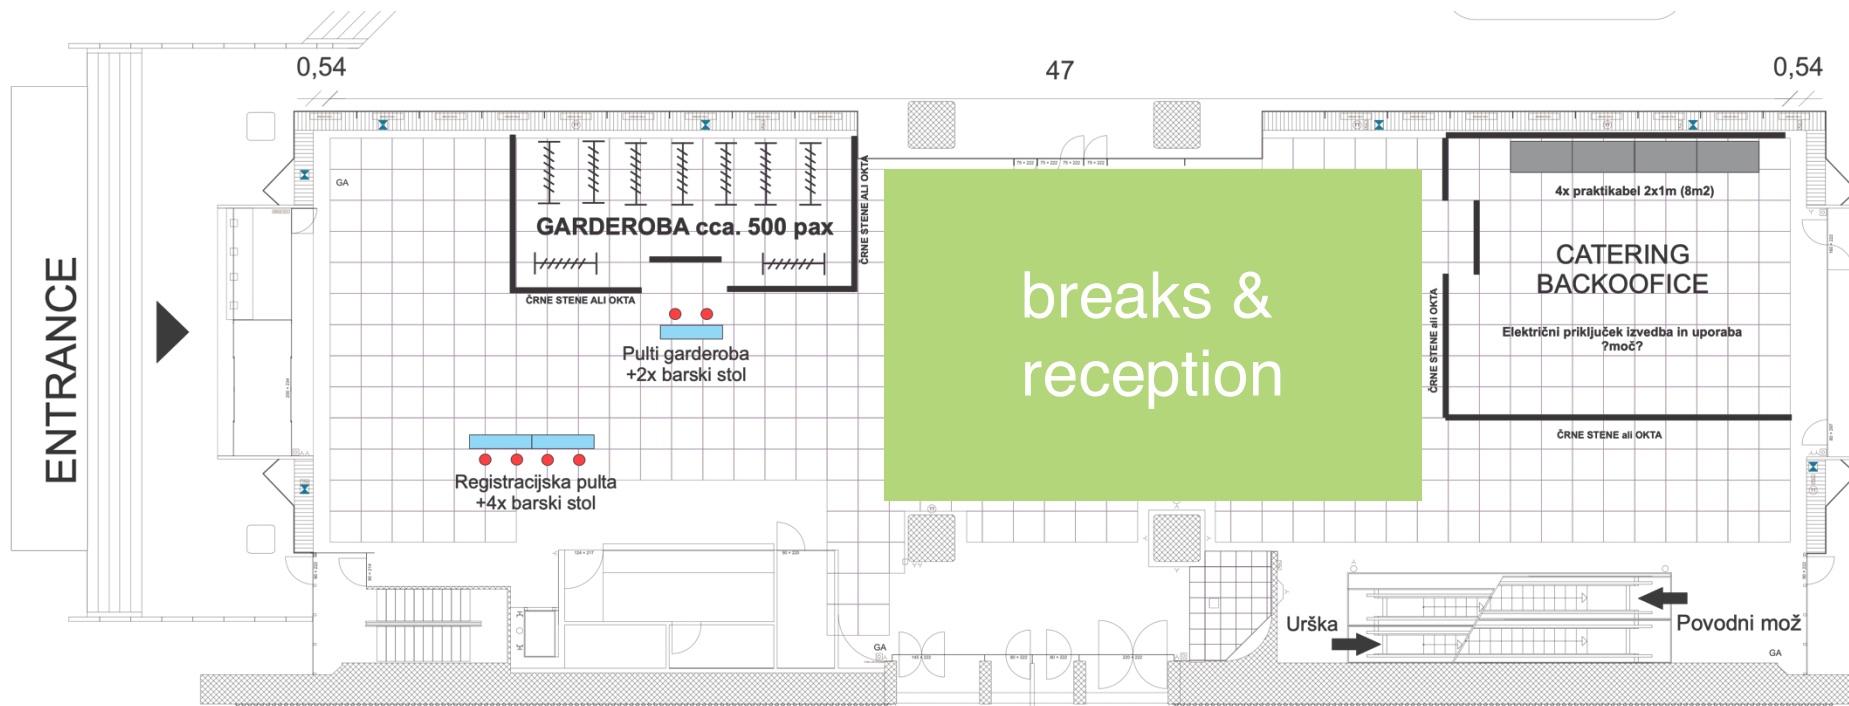 0,54
47
0,54
GA
GARDEROBA cca. 500 pax
ČRNE STENE ALI OKTA
ČRNE STENE ALI OKTA
Pulti garderoba
+2x barski stol
Registracijska pulta
+4x barski stol
ENTRANCE
breaks &
reception
4x praktikabel 2x1m (8m2)
CATERING
BACKOOFICE
Električni priključek izvedba in uporaba
?moč?
ČRNE STENE ali OKTA
ČRNE STENE ali OKTA
Urška
Povodni mož
GA
GA